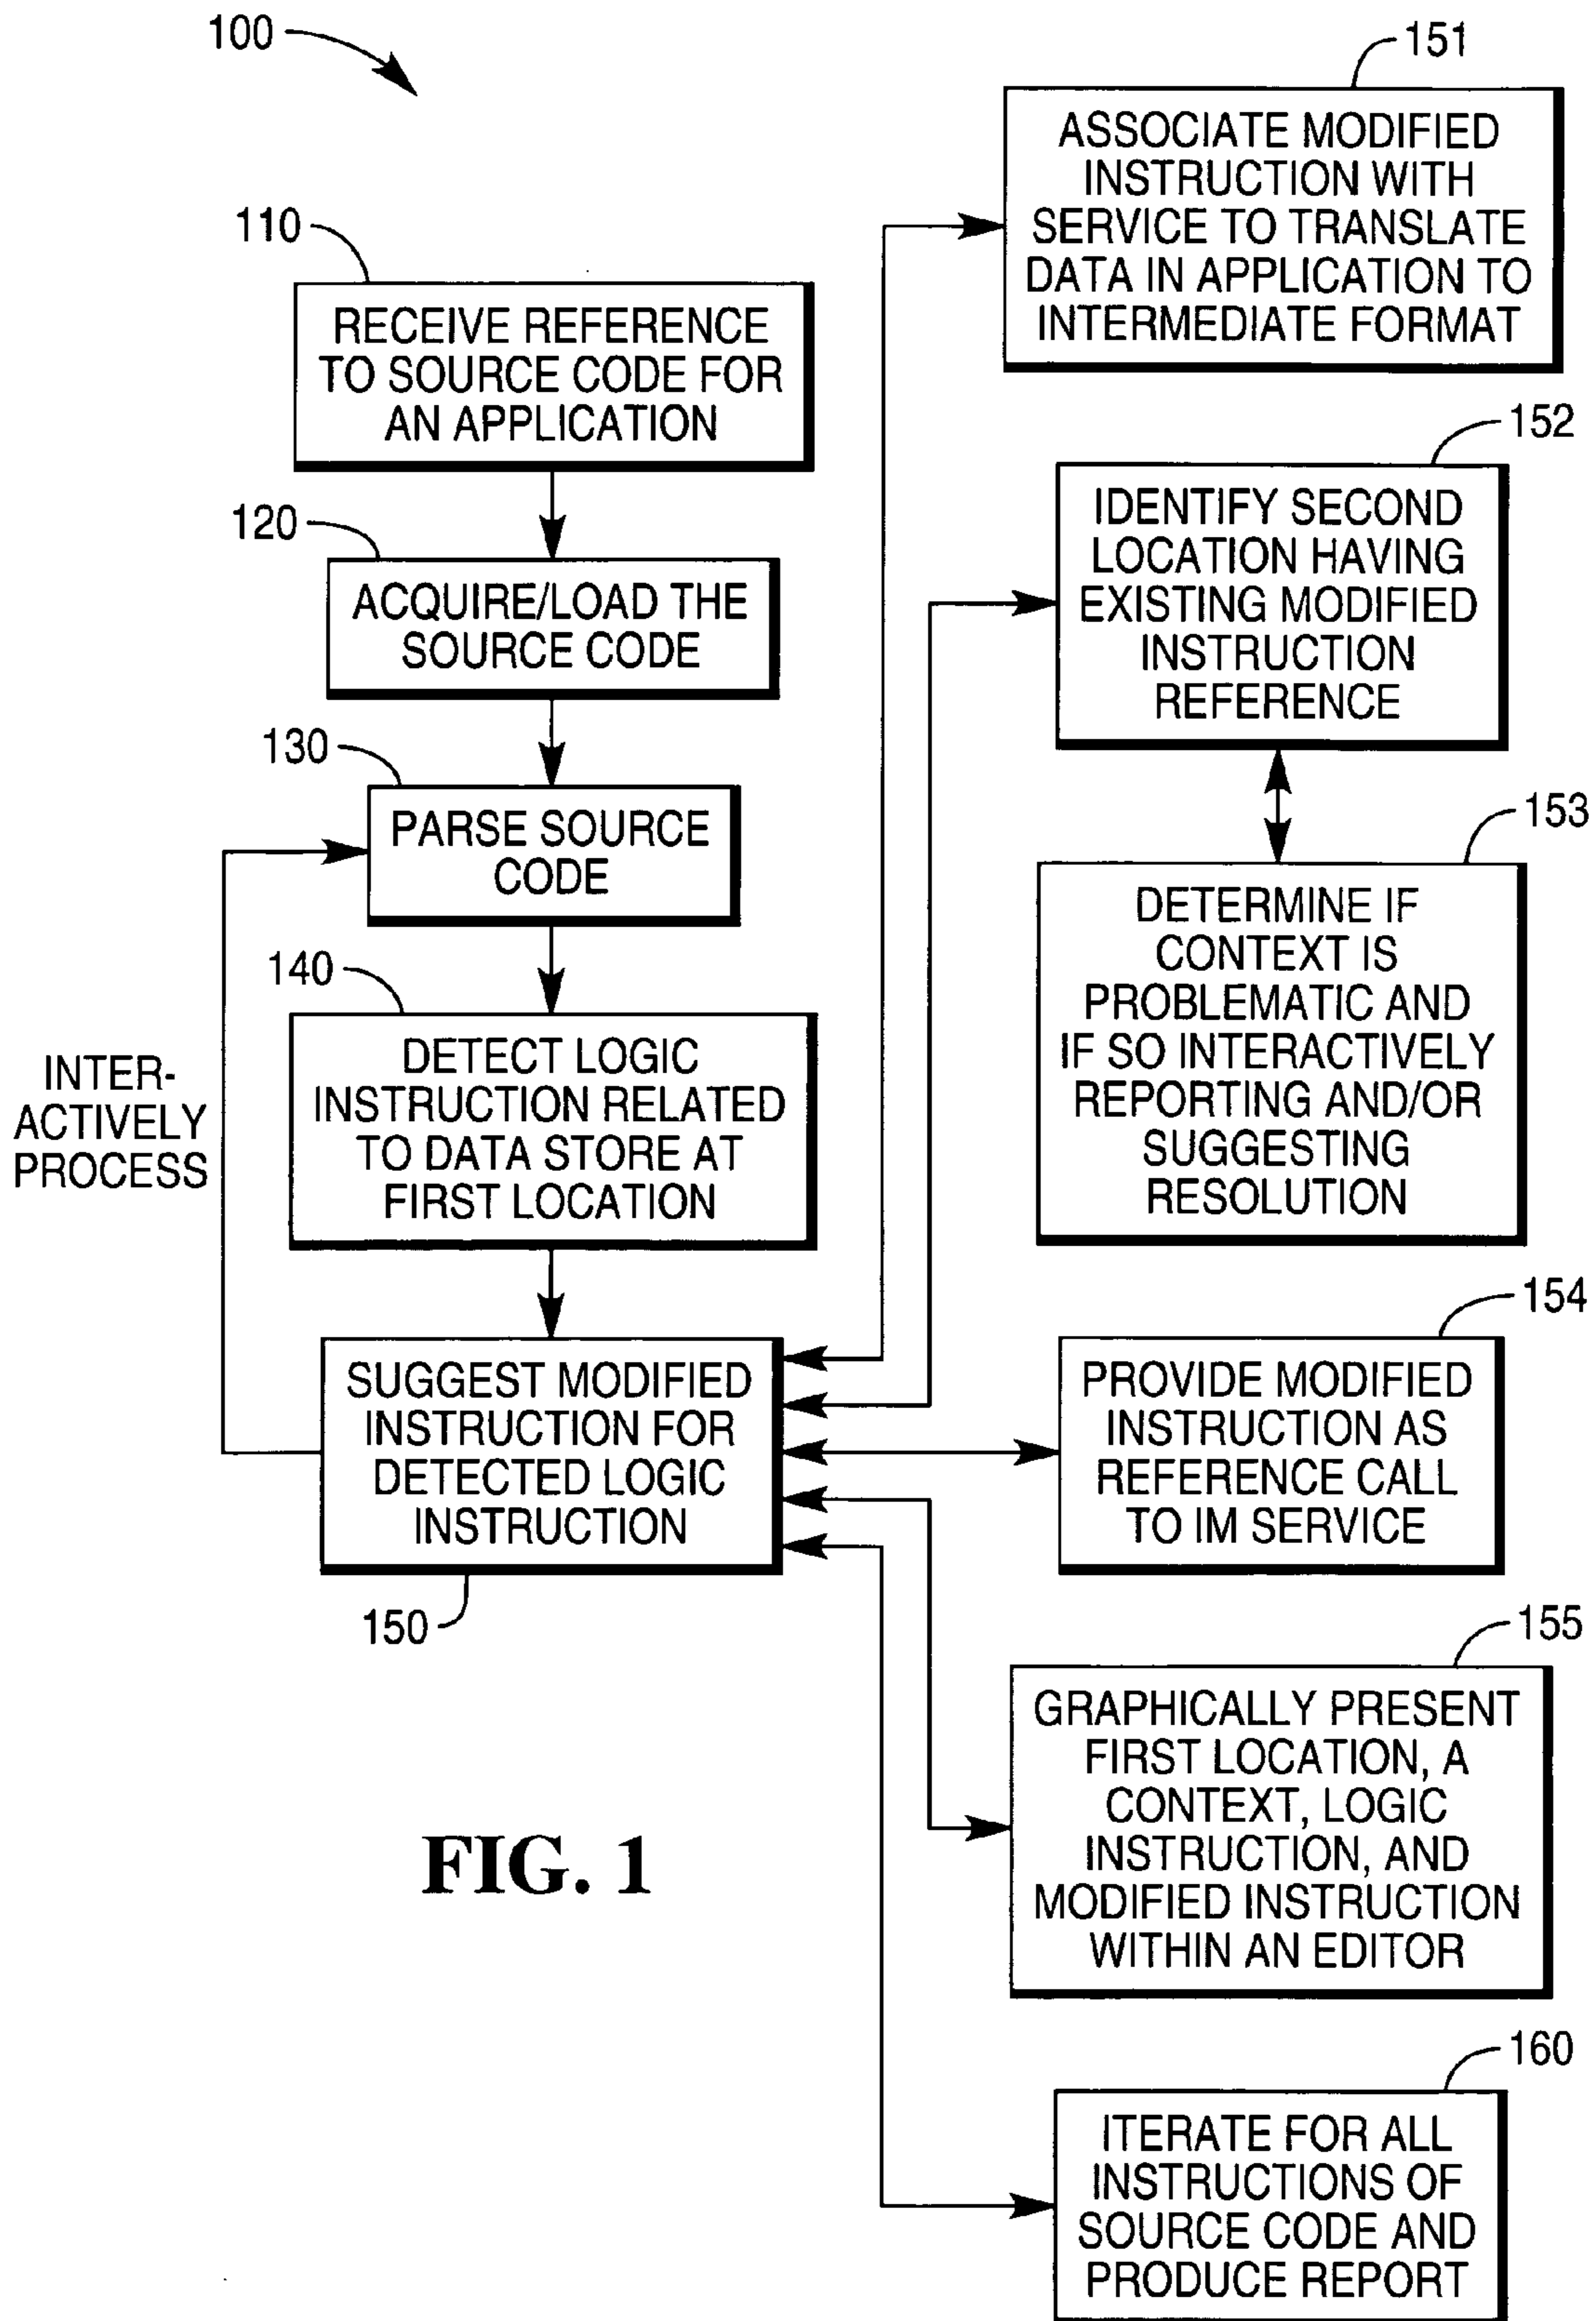 100
110
RECEIVE REFERENCE
TO SOURCE CODE FOR
AN APPLICATION
120
ACQUIRE/LOAD THE
SOURCE CODE
130
PARSE SOURCE
CODE
140
DETECT LOGIC
INSTRUCTION RELATED
TO DATA STORE AT
FIRST LOCATION
INTER-
ACTIVELY
PROCESS
SUGGEST MODIFIED
INSTRUCTION FOR
DETECTED LOGIC
INSTRUCTION
150
151
ASSOCIATE MODIFIED
INSTRUCTION WITH
SERVICE TO TRANSLATE
DATA IN APPLICATION TO
INTERMEDIATE FORMAT
152
IDENTIFY SECOND
LOCATION HAVING
EXISTING MODIFIED
INSTRUCTION
REFERENCE
153
DETERMINE IF
CONTEXT IS
PROBLEMATIC AND
IF SO INTERACTIVELY
REPORTING AND/OR
SUGGESTING
RESOLUTION
154
PROVIDE MODIFIED
INSTRUCTION AS
REFERENCE CALL
TO IM SERVICE
155
GRAPHICALLY PRESENT
FIRST LOCATION, A
CONTEXT, LOGIC
INSTRUCTION, AND
MODIFIED INSTRUCTION
WITHIN AN EDITOR
160
ITERATE FOR ALL
INSTRUCTIONS OF
SOURCE CODE AND
PRODUCE REPORT
FIG. 1